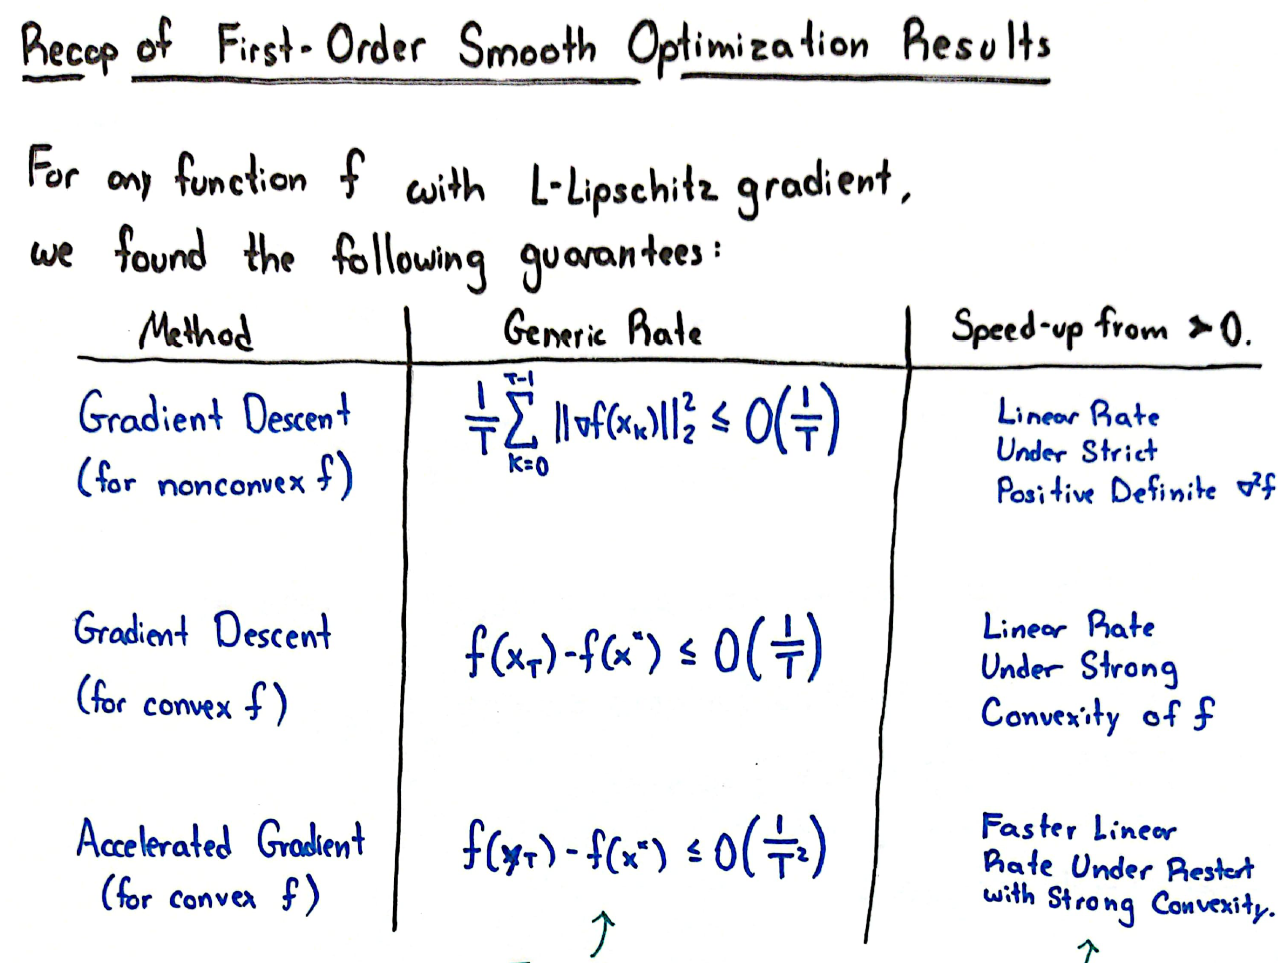 Recap of First-Order Smooth Optimization Results
For any function f with L-Lipschitz gradient,
we found the following guarantees:
Method | Generic Rate | Speed-up from ≻0.
Gradient Descent
(for nonconvex f)
1/T ∑_{k=0}^{T-1} ||∇f(x_k)||₂² ≤ O(1/T)
Linear Rate
Under Strict
Positive Definite ∇²f
Gradient Descent
(for convex f)
f(x_T) - f(x*) ≤ O(1/T)
Linear Rate
Under Strong
Convexity of f
Accelerated Gradient
(for convex f)
f(y_T) - f(x*) ≤ O(1/T²)
Faster Linear
Rate Under Restart
with Strong Convexity.